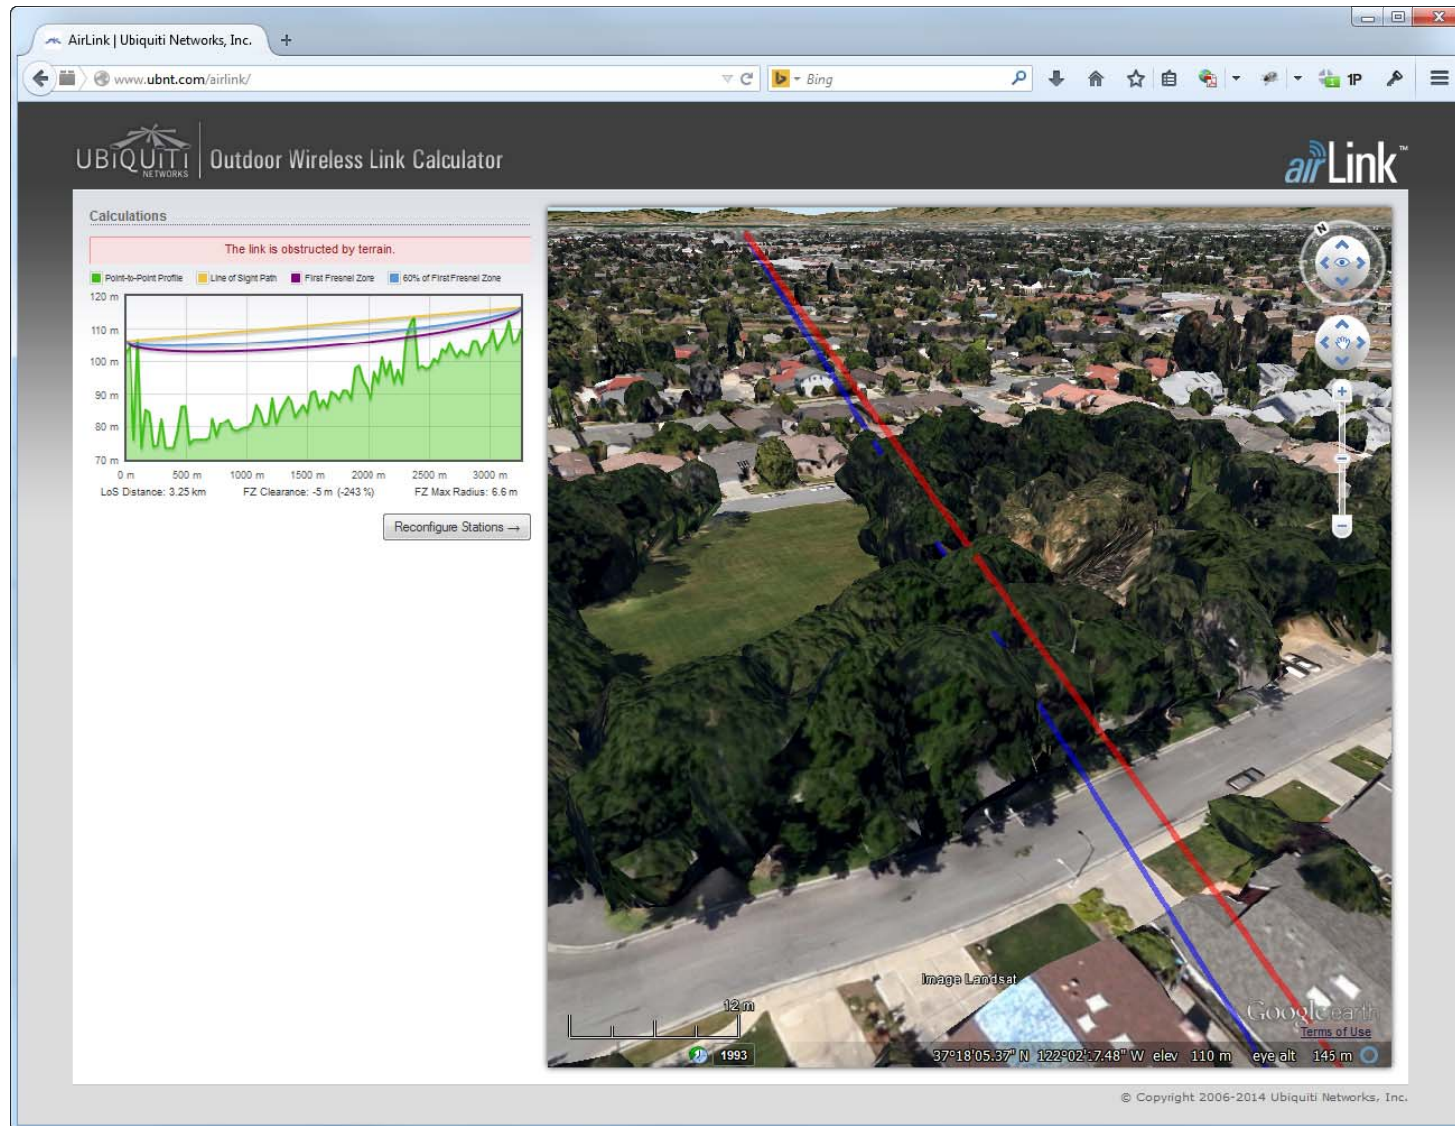 AirLink | Ubiquiti Networks, Inc.
www.ubnt.com/airlink/
Bing
1P
UBiQUiTi
NETWORKS
Outdoor Wireless Link Calculator
airLink™
Calculations
The link is obstructed by terrain.
Point-to-Point Profile Line of Sight Path First Fresnel Zone 60% of First Fresnel Zone
120 m
110 m
100 m
90 m
80 m
70 m
0 m 500 m 1000 m 1500 m 2000 m 2500 m 3000 m
LoS Distance: 3.25 km FZ Clearance: -5 m (-243 %) FZ Max Radius: 6.6 m
Reconfigure Stations →
N
Image Landsat
12 m
Google earth
Terms of Use
1993
37°18'05.37" N 122°02'17.48" W elev 110 m eye alt 145 m
© Copyright 2006-2014 Ubiquiti Networks, Inc.